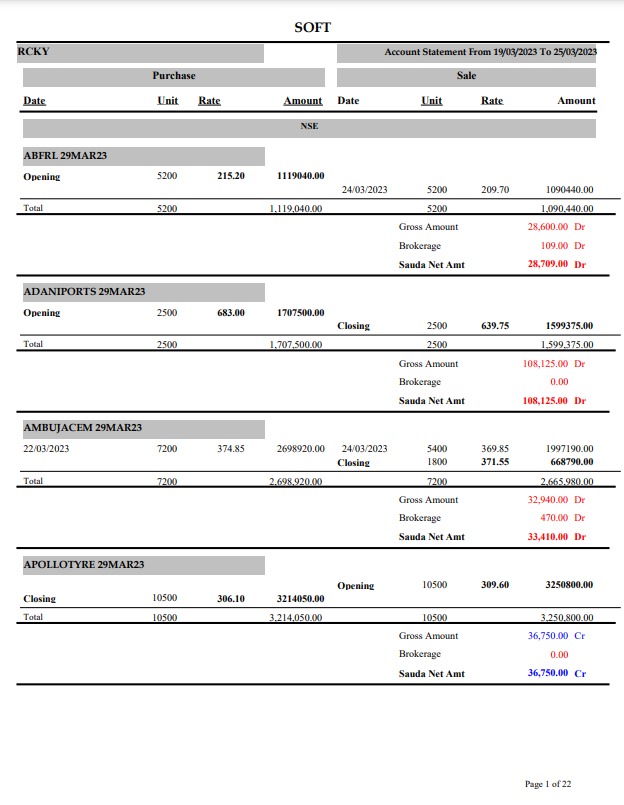 SOFT
RCKY Account Statement From 19/03/2023 To 25/03/2023
Purchase Sale
Date Unit Rate Amount Date Unit Rate Amount
NSE
ABFRL 29MAR23
Opening 5200 215.20 1119040.00
24/03/2023 5200 209.70 1090440.00
Total 5200 1,119,040.00 5200 1,090,440.00
Gross Amount 28,600.00 Dr
Brokerage 109.00 Dr
Sauda Net Amt 28,709.00 Dr
ADANIPORTS 29MAR23
Opening 2500 683.00 1707500.00
Closing 2500 639.75 1599375.00
Total 2500 1,707,500.00 2500 1,599,375.00
Gross Amount 108,125.00 Dr
Brokerage 0.00
Sauda Net Amt 108,125.00 Dr
AMBUJACEM 29MAR23
22/03/2023 7200 374.85 2698920.00 24/03/2023 5400 369.85 1997190.00
Closing 1800 371.55 668790.00
Total 7200 2,698,920.00 7200 2,665,980.00
Gross Amount 32,940.00 Dr
Brokerage 470.00 Dr
Sauda Net Amt 33,410.00 Dr
APOLLOTYRE 29MAR23
Opening 10500 309.60 3250800.00
Closing 10500 306.10 3214050.00
Total 10500 3,214,050.00 10500 3,250,800.00
Gross Amount 36,750.00 Cr
Brokerage 0.00
Sauda Net Amt 36,750.00 Cr
Page 1 of 22